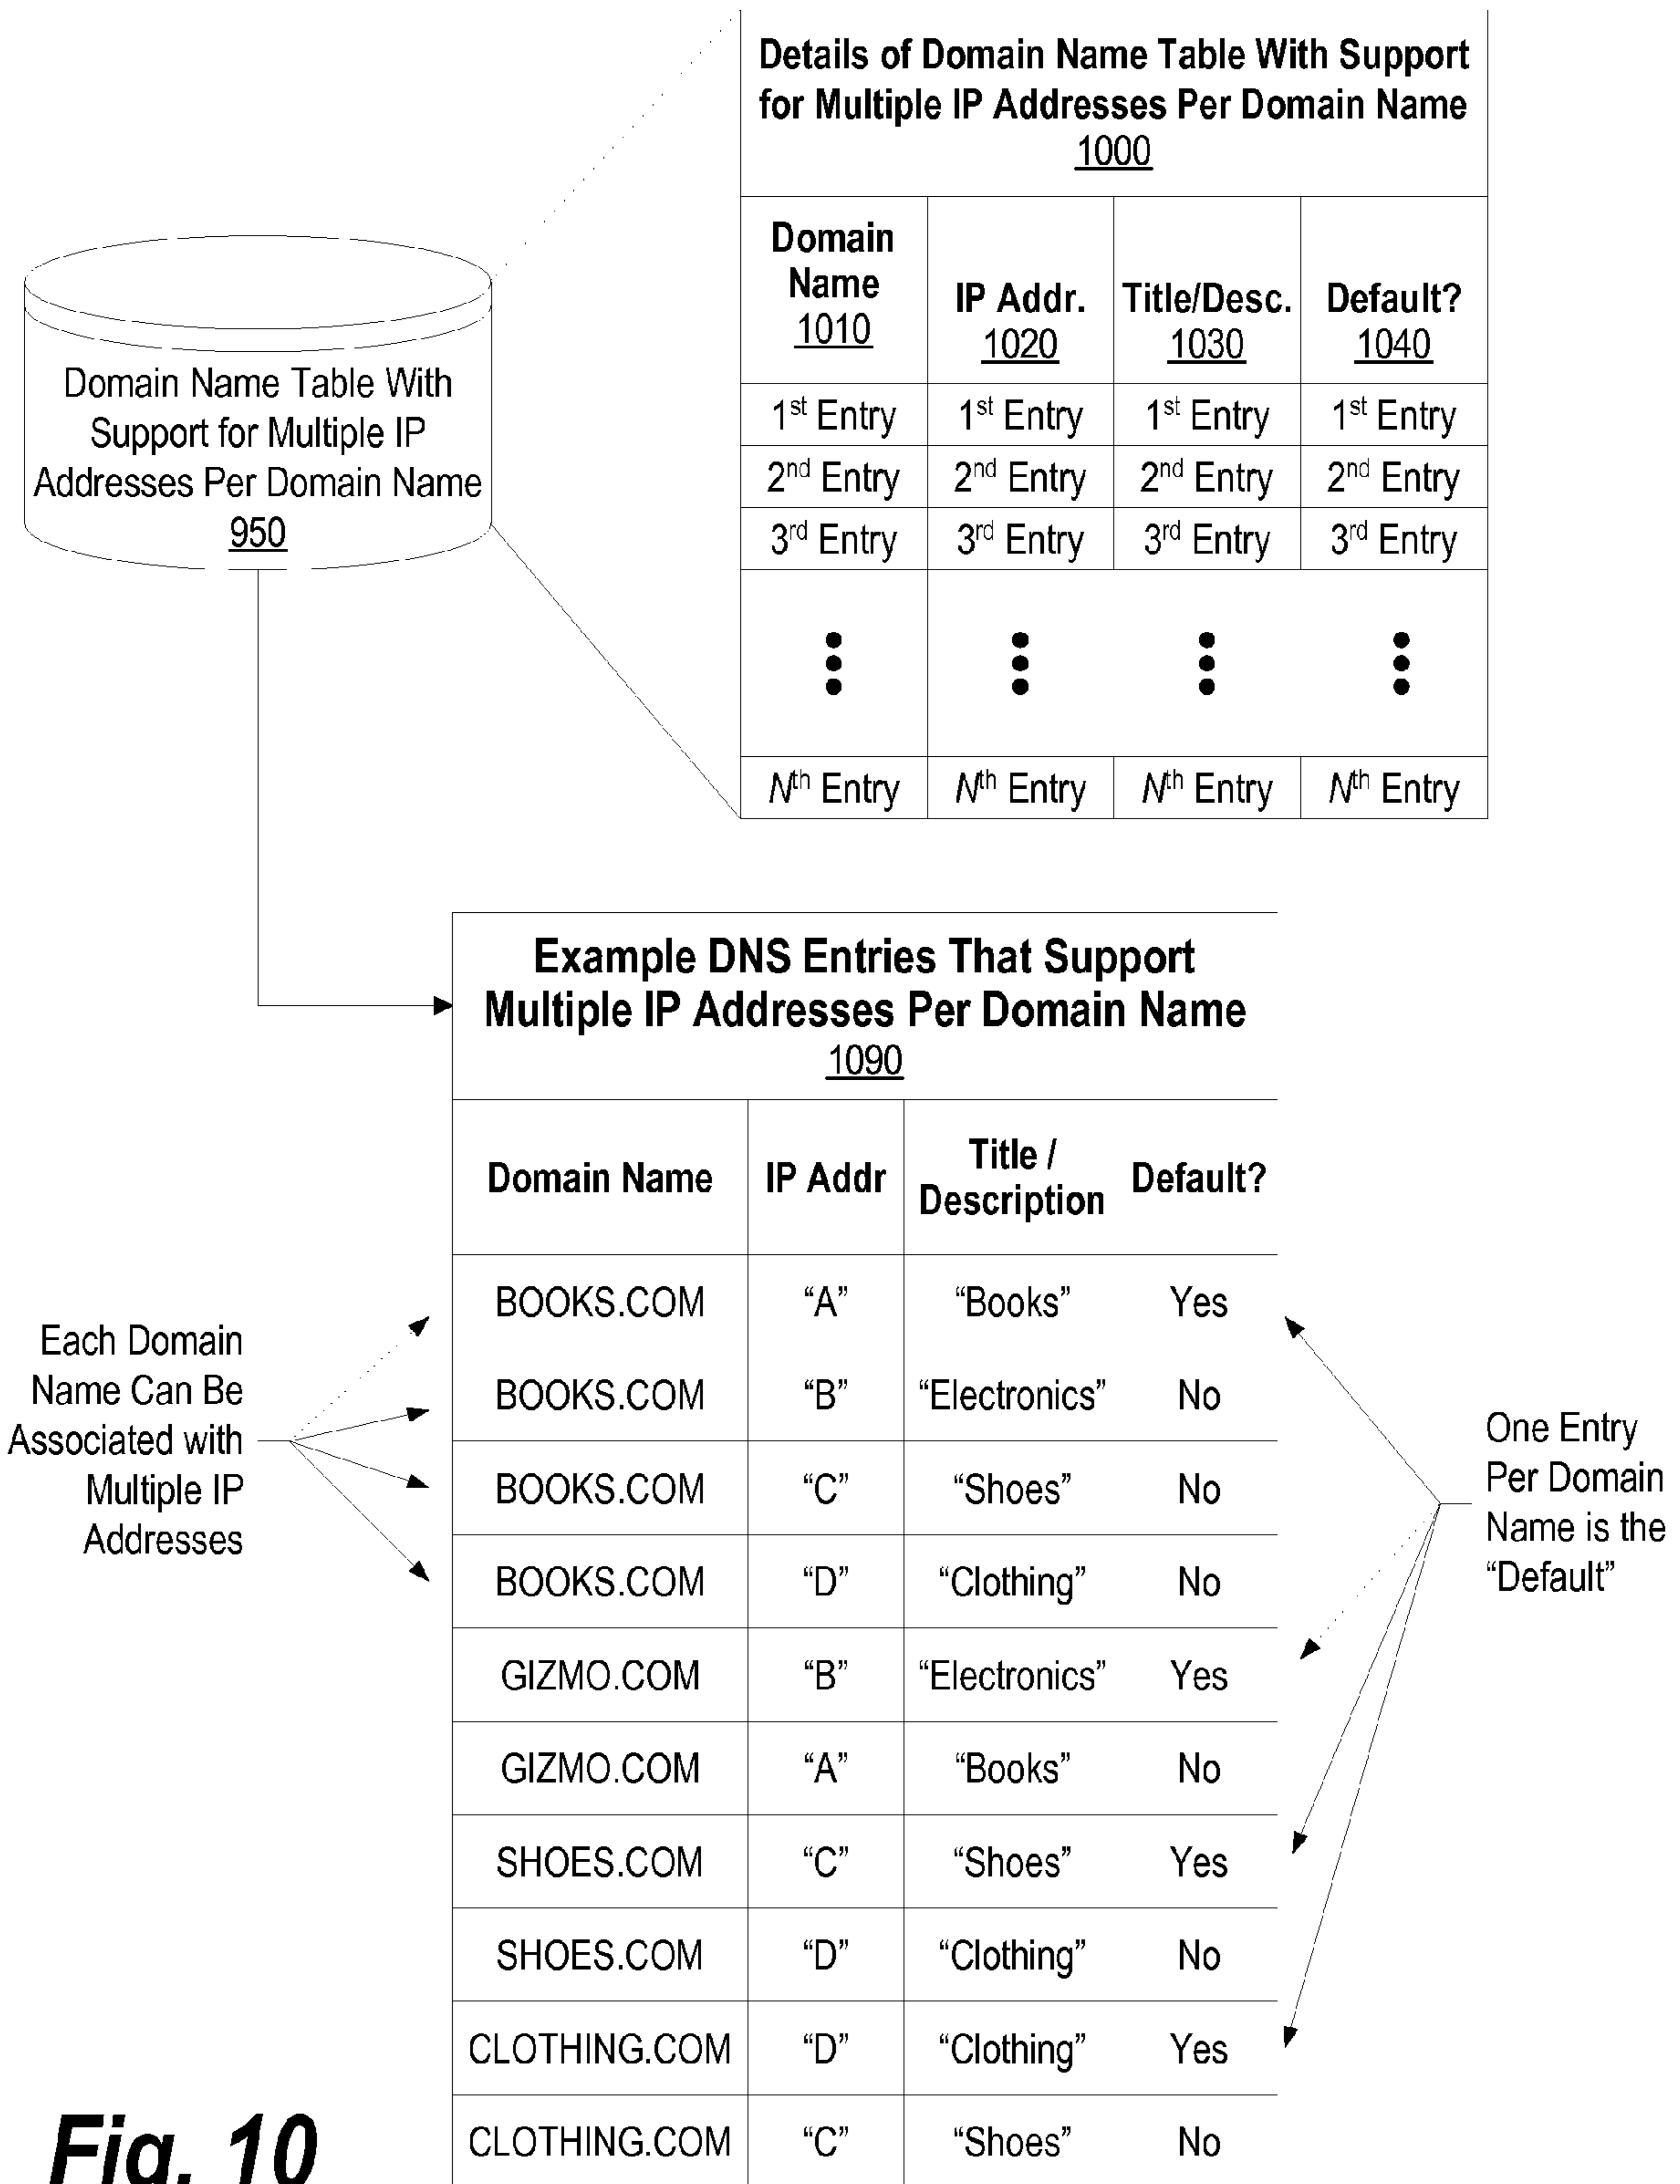 Details of Domain Name Table With Support
for Multiple IP Addresses Per Domain Name
1000
Domain
Name
1010
IP Addr.
1020
Title/Desc.
1030
Default?
1040
1st Entry 1st Entry 1st Entry 1st Entry
2nd Entry 2nd Entry 2nd Entry 2nd Entry
3rd Entry 3rd Entry 3rd Entry 3rd Entry
Nth Entry Nth Entry Nth Entry Nth Entry
Domain Name Table With
Support for Multiple IP
Addresses Per Domain Name
950
Example DNS Entries That Support
Multiple IP Addresses Per Domain Name
1090
Domain Name
IP Addr
Title /
Description
Default?
BOOKS.COM “A” “Books” Yes
BOOKS.COM “B” “Electronics” No
BOOKS.COM “C” “Shoes” No
BOOKS.COM “D” “Clothing” No
GIZMO.COM “B” “Electronics” Yes
GIZMO.COM “A” “Books” No
SHOES.COM “C” “Shoes” Yes
SHOES.COM “D” “Clothing” No
CLOTHING.COM “D” “Clothing” Yes
CLOTHING.COM “C” “Shoes” No
Each Domain
Name Can Be
Associated with
Multiple IP
Addresses
One Entry
Per Domain
Name is the
“Default”
Fig. 10